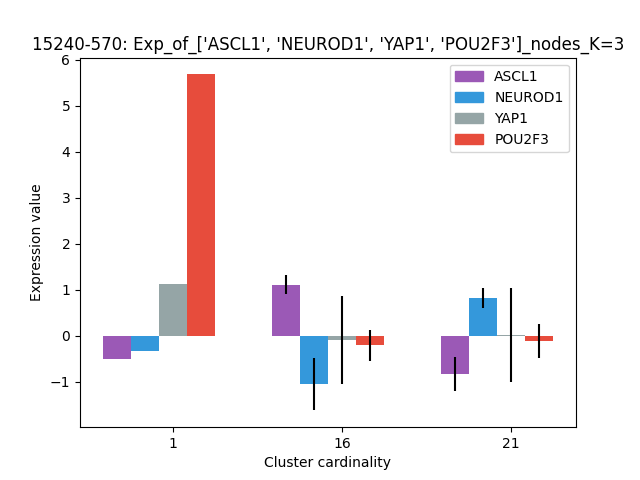 15240-570: Exp_of_['ASCL1', 'NEUROD1', 'YAP1', 'POU2F3']_nodes_K=3
ASCL1
NEUROD1
YAP1
POU2F3
Expression value
6
5
4
3
2
1
0
−1
1
16
21
Cluster cardinality